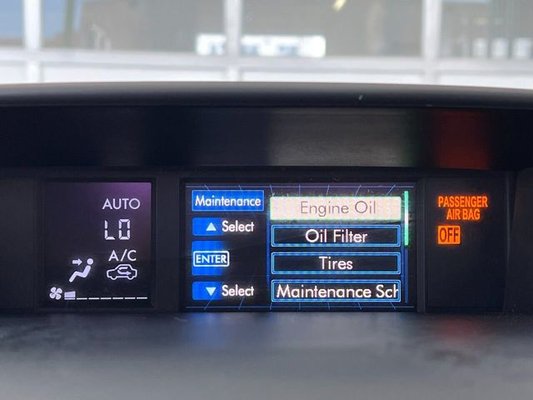 AUTO
LO
A/C
Maintenance
▲ Select
ENTER
▼ Select
Engine Oil
Oil Filter
Tires
Maintenance Sch
PASSENGER
AIR BAG
OFF